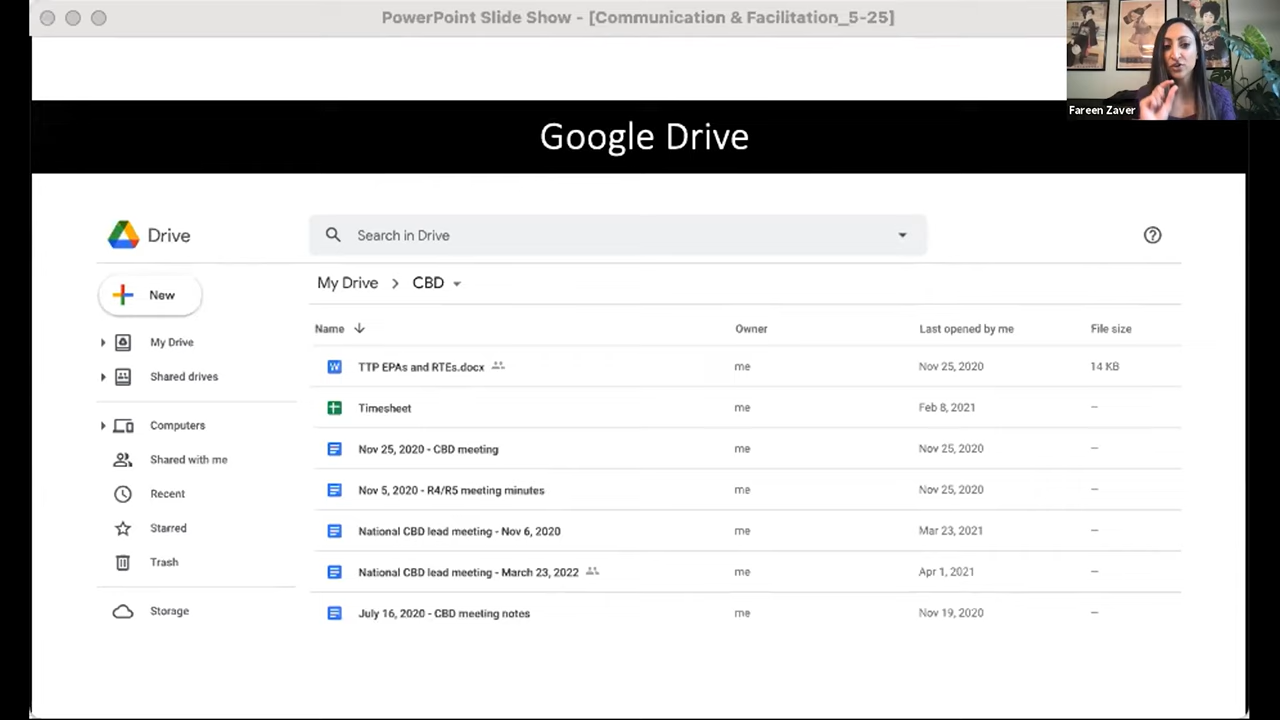 PowerPoint Slide Show - [Communication & Facilitation_5-25]
Fareen Zaver
Google Drive
Drive
Search in Drive
New
My Drive
Shared drives
Computers
Shared with me
Recent
Starred
Trash
Storage
My Drive > CBD
Name Owner Last opened by me File size
TTP EPAs and RTEs.docx me Nov 25, 2020 14 KB
Timesheet me Feb 8, 2021 –
Nov 25, 2020 - CBD meeting me Nov 25, 2020 –
Nov 5, 2020 - R4/R5 meeting minutes me Nov 25, 2020 –
National CBD lead meeting - Nov 6, 2020 me Mar 23, 2021 –
National CBD lead meeting - March 23, 2022 me Apr 1, 2021 –
July 16, 2020 - CBD meeting notes me Nov 19, 2020 –